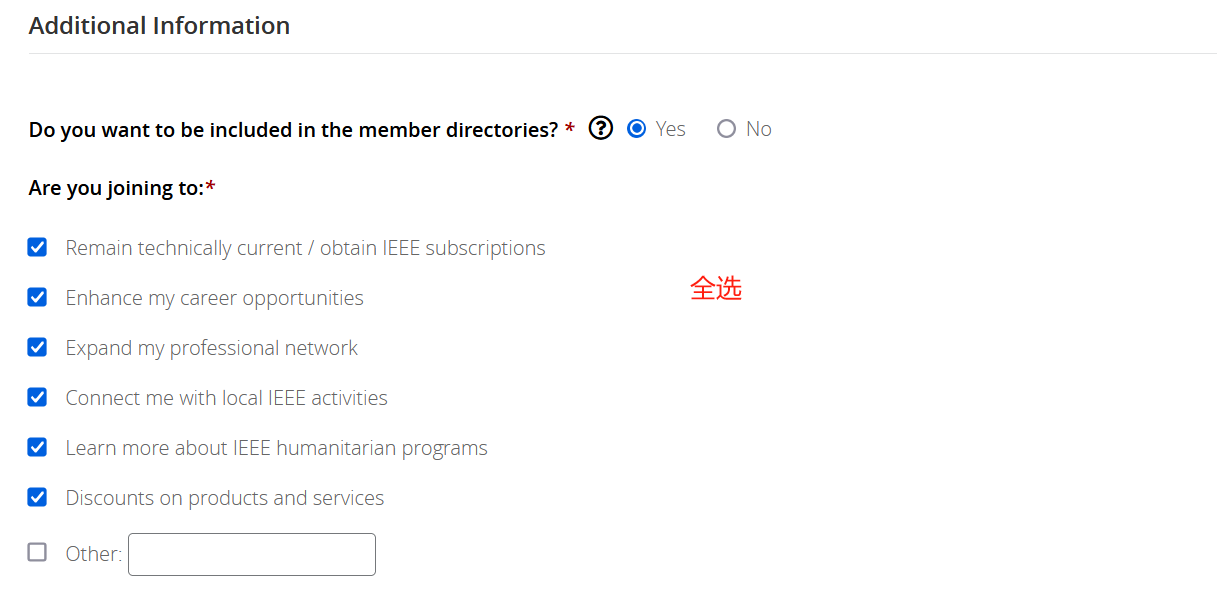 Additional Information
Do you want to be included in the member directories? * ? Yes No
Are you joining to:*
Remain technically current / obtain IEEE subscriptions
全选
Enhance my career opportunities
Expand my professional network
Connect me with local IEEE activities
Learn more about IEEE humanitarian programs
Discounts on products and services
Other: